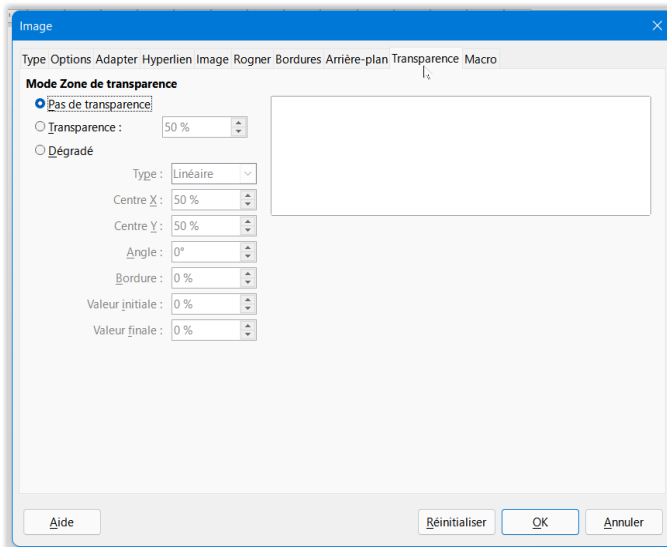 Image
Type Options Adapter Hyperlien Image Rogner Bordures Arrière-plan Transparence Macro
Mode Zone de transparence
Pas de transparence
Transparence : 50 %
Dégradé
Type : Linéaire
Centre X : 50 %
Centre Y : 50 %
Angle : 0°
Bordure : 0 %
Valeur initiale : 0 %
Valeur finale : 0 %
Aide Réinitialiser OK Annuler